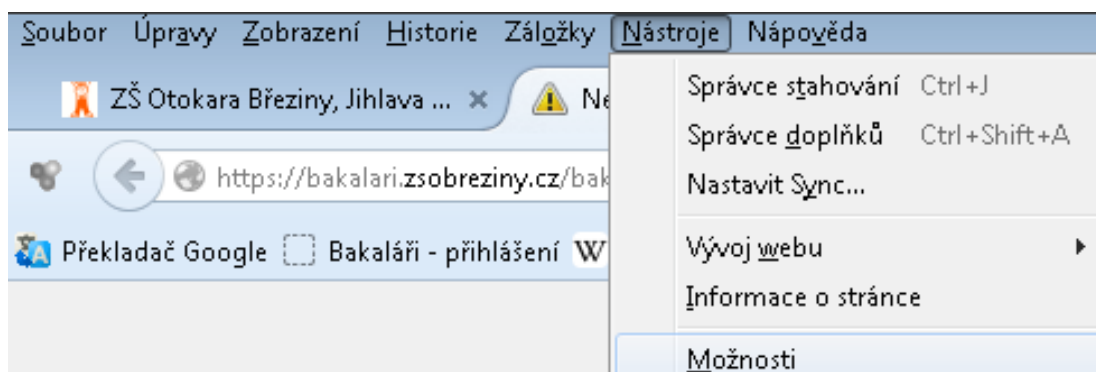 Soubor Úpravy Zobrazení Historie Záložky Nástroje Nápověda
Správce stahování Ctrl+J
ZŠ Otokara Březiny, Jihlava ... × Ne
Správce doplňků Ctrl+Shift+A
https://bakalari.zsobreziny.cz/bak
Nastavit Sync...
Překladač Google Bakaláři - přihlášení W
Vývoj webu
Informace o stránce
Možnosti